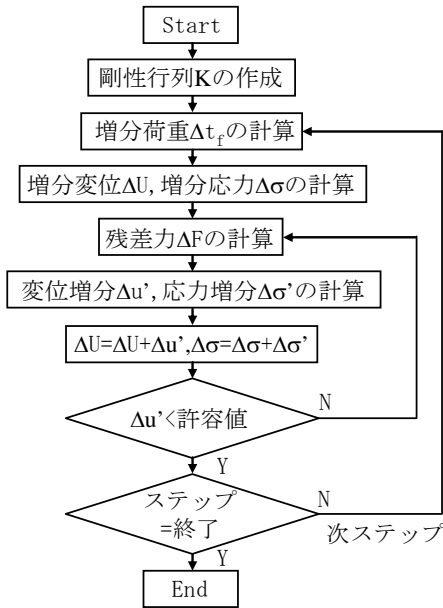 Start
剛性行列Kの作成
増分荷重Δt_fの計算
増分変位ΔU,増分応力Δσの計算
残差力ΔFの計算
変位増分Δu’,応力増分Δσ’の計算
ΔU=ΔU+Δu’,Δσ=Δσ+Δσ’
Δu’<許容値
N
Y
ステップ
=終了
N
次ステップ
Y
End